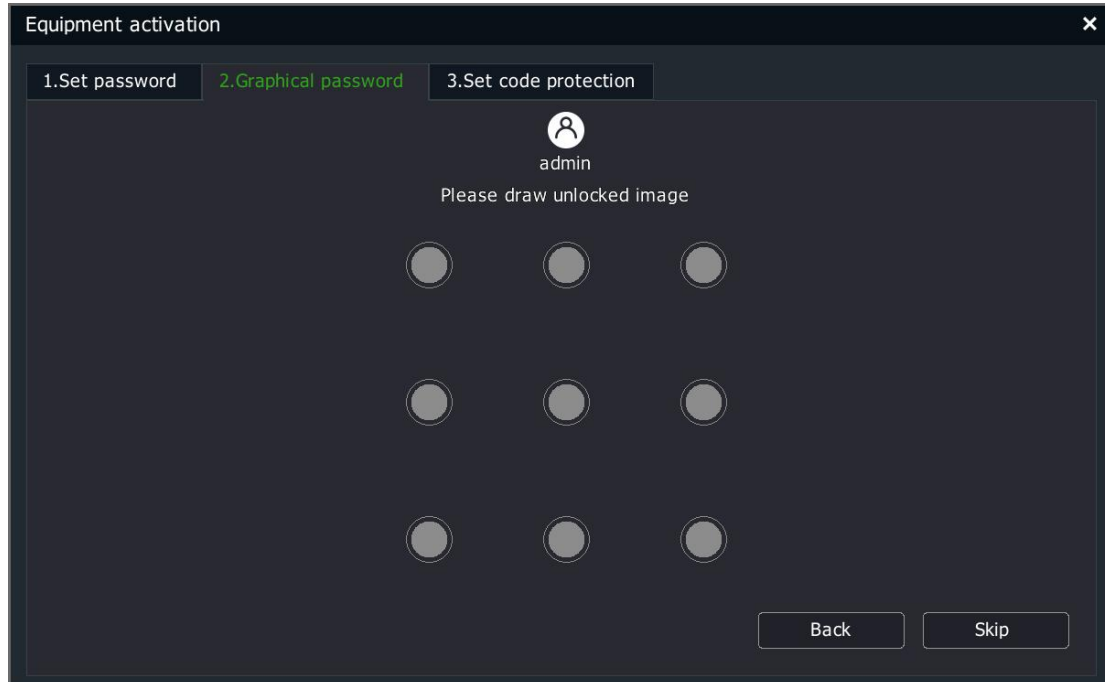 Equipment activation
1.Set password 2.Graphical password 3.Set code protection
admin
Please draw unlocked image
Back Skip